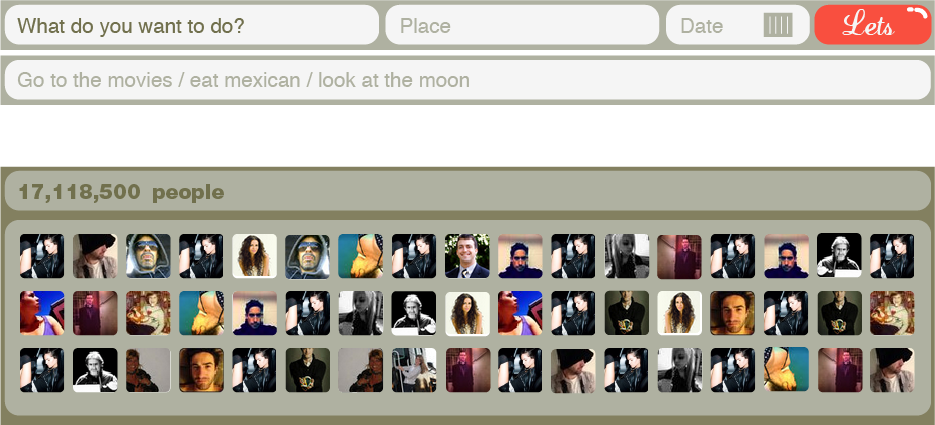 What do you want to do? Place Date Lets
Go to the movies / eat mexican / look at the moon
17,118,500 people